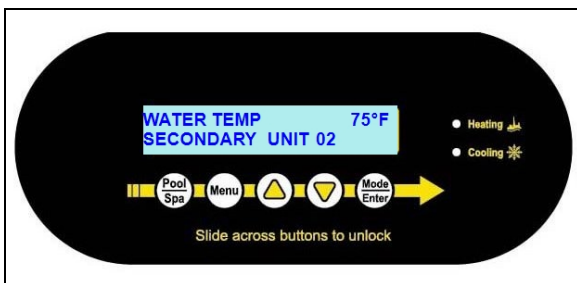 WATER TEMP 75°F
SECONDARY UNIT 02
Heating
Cooling
Pool
Spa
Menu
Mode
Enter
Slide across buttons to unlock